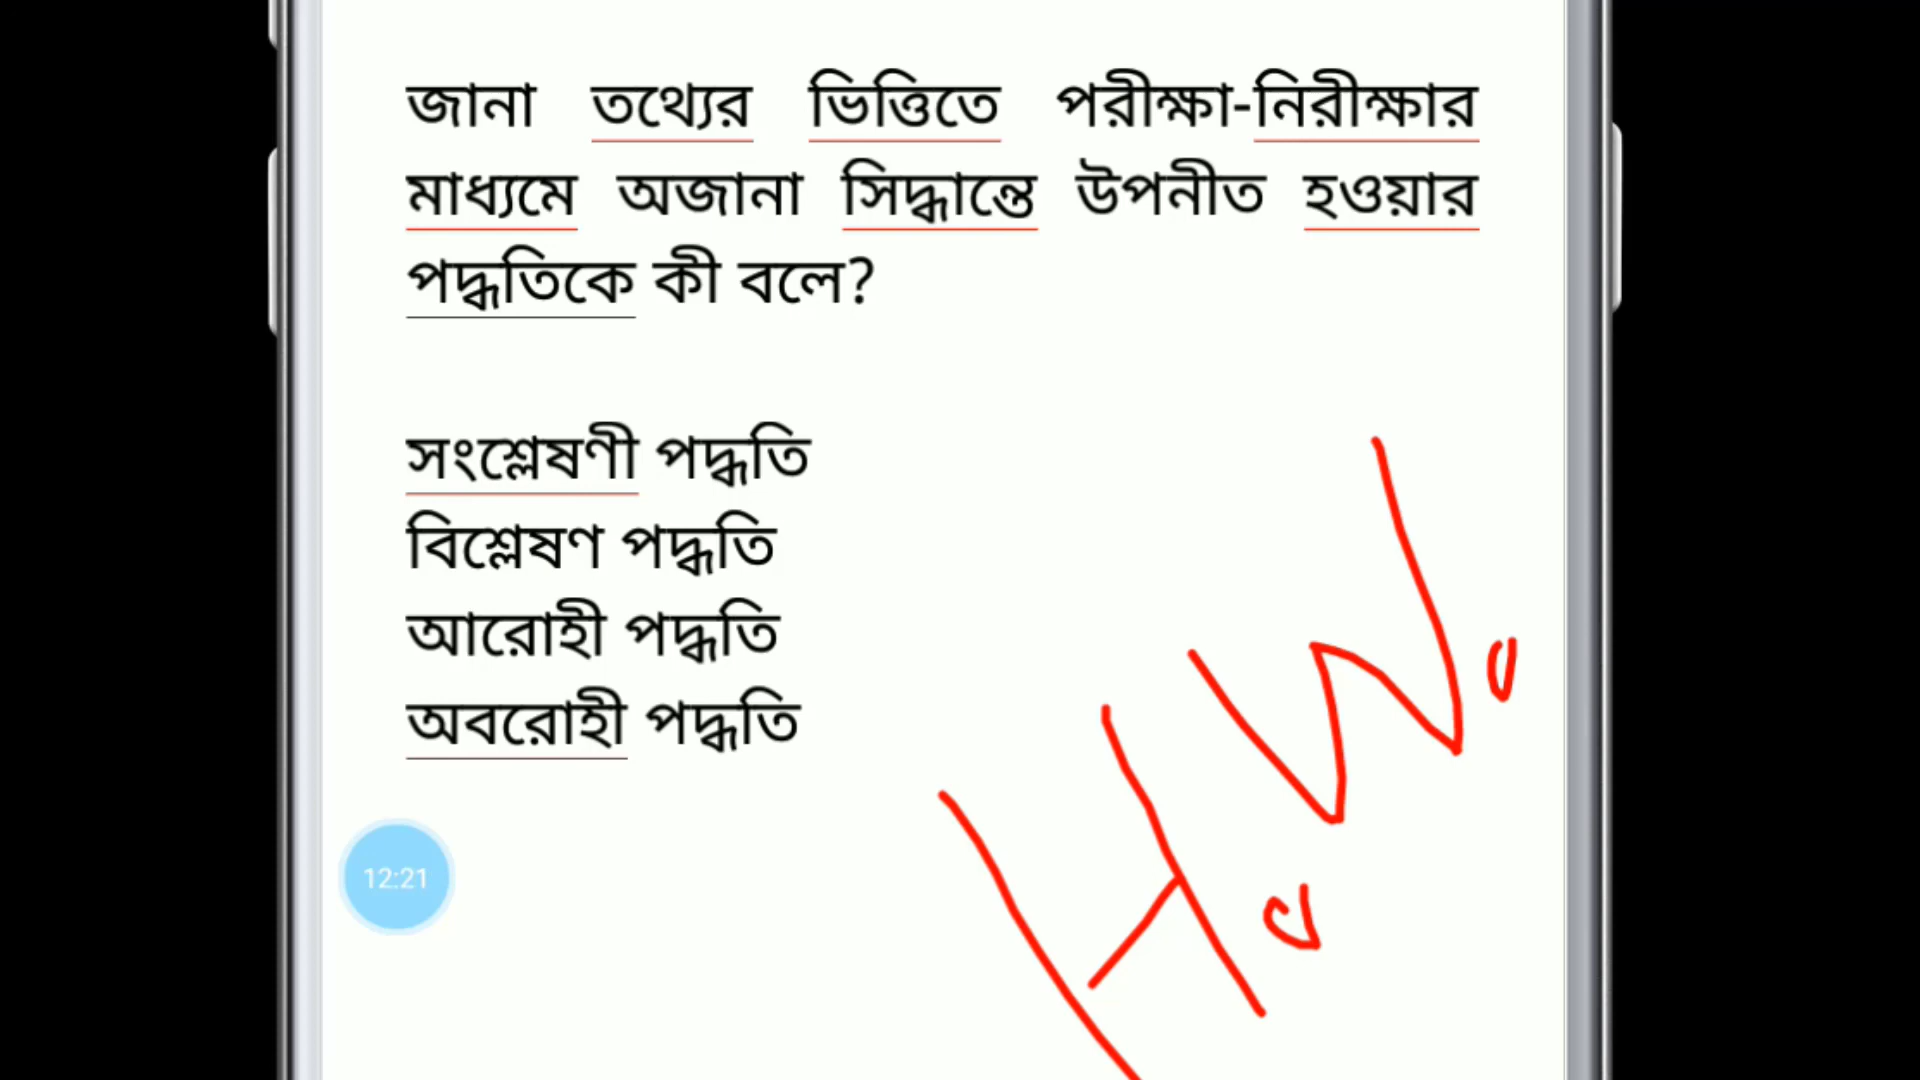 জানা তথ্যের ভিত্তিতে পরীক্ষা-নিরীক্ষার
মাধ্যমে অজানা সিদ্ধান্তে উপনীত হওয়ার
পদ্ধতিকে কী বলে?
সংশ্লেষণী পদ্ধতি
বিশ্লেষণ পদ্ধতি
আরোহী পদ্ধতি
অবরোহী পদ্ধতি
H.W.
12:21